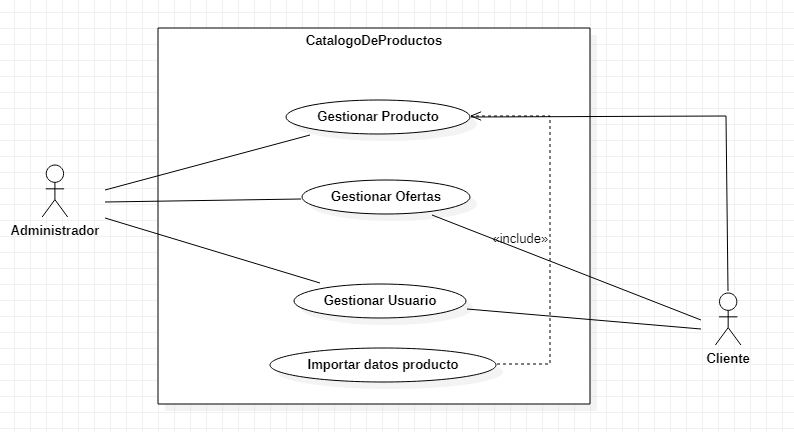 CatalogoDeProductos
Gestionar Producto
Gestionar Ofertas
Administrador
«include»
Gestionar Usuario
Cliente
Importar datos producto